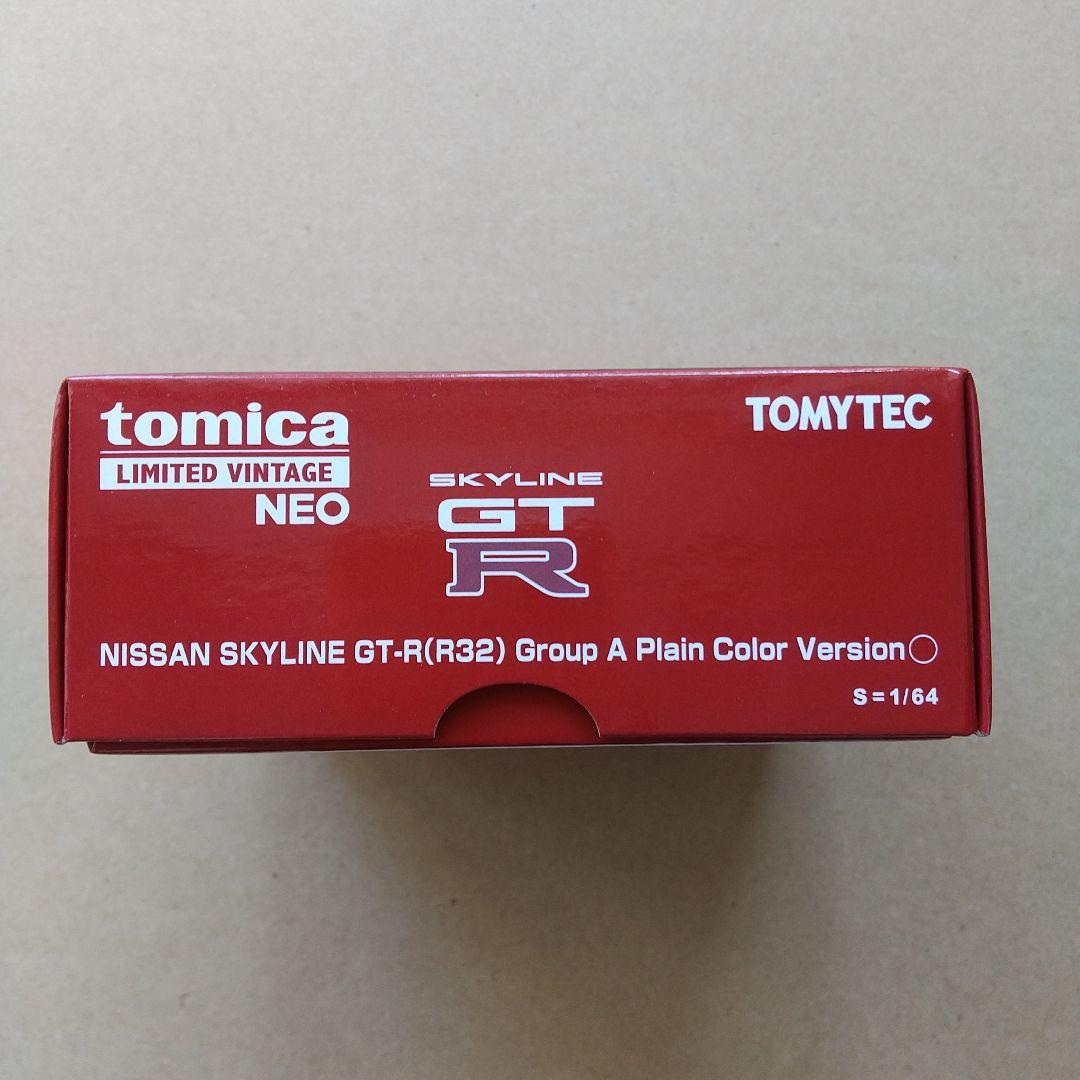 tomica
LIMITED VINTAGE
NEO
TOMYTEC
SKYLINE
GT
R
NISSAN SKYLINE GT-R(R32) Group A Plain Color Version
S=1/64